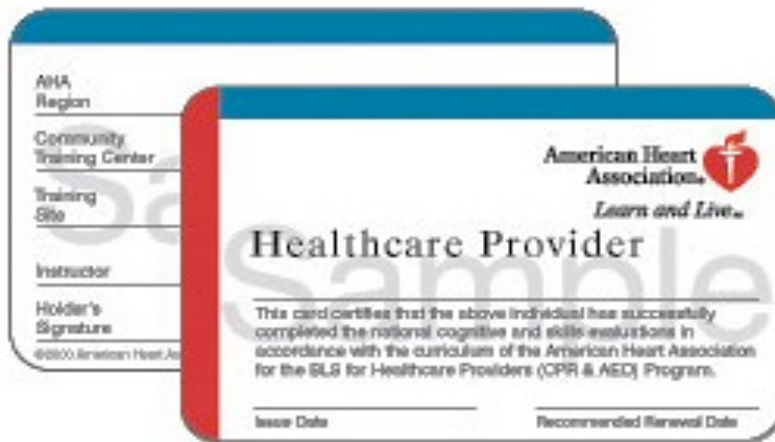 AHA
Region
Community
Training Center
Training
Site
Instructor
Holder's
Signature
©2000 American Heart
Sample
American Heart
Association®
Learn and Live℠
Healthcare Provider
This card certifies that the above individual has successfully
completed the national cognitive and skills evaluations in
accordance with the curriculum of the American Heart Association
for the BLS for Healthcare Providers (CPR & AED) Program.
Issue Date
Recommended Renewal Date